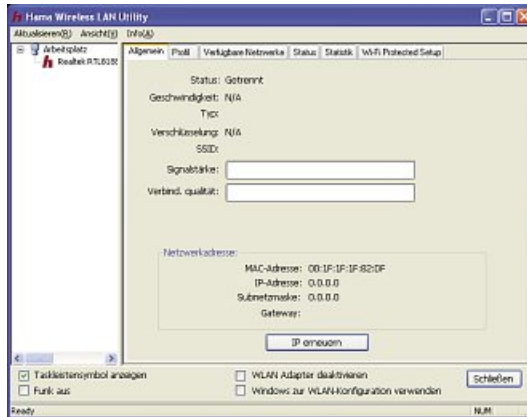 Hama Wireless LAN Utility
Aktualisieren(R) Ansicht(V) Info(A)
Arbeitsplatz
Realtek RTL818
Allgemein Profil Verfügbare Netzwerke Status Statistik Wi-Fi Protected Setup
Status: Getrennt
Geschwindigkeit: N/A
Typ:
Verschlüsselung: N/A
SSID:
Signalstärke:
Verbind. qualität:
Netzwerkadresse:
MAC-Adresse: 00:1F:1F:1F:82:DF
IP-Adresse: 0.0.0.0
Subnetzmaske: 0.0.0.0
Gateway:
IP erneuern
Taskleistensymbol anzeigen
WLAN Adapter deaktivieren
Funk aus
Windows zur WLAN-Konfiguration verwenden
Schließen
Ready
NUM